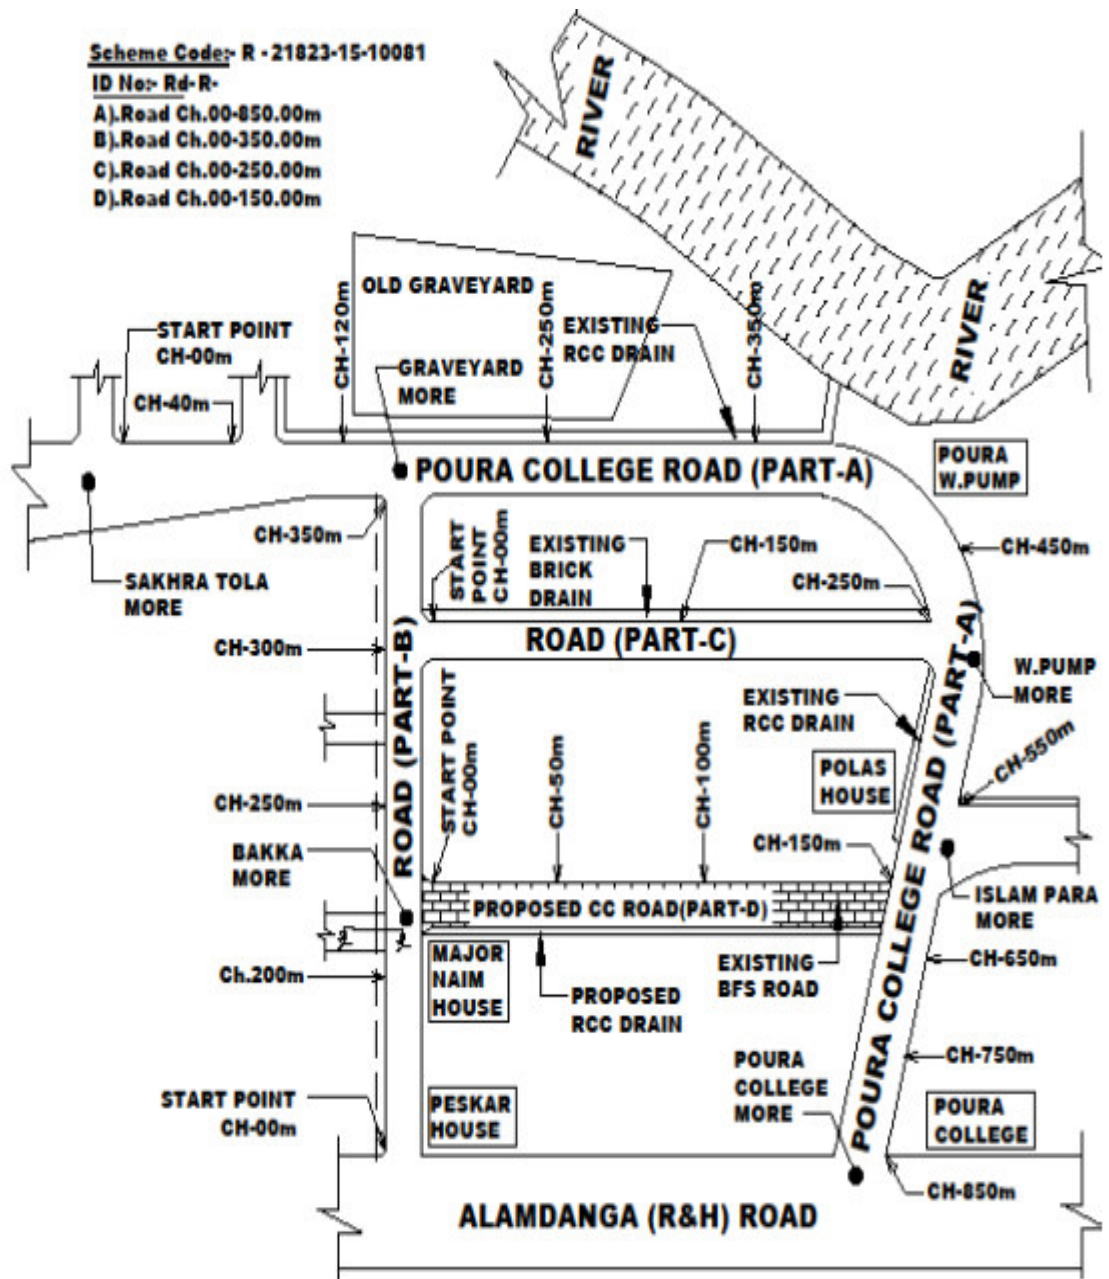 Scheme Code:- R - 21823-15-10081
ID No:- Rd-R-
A).Road Ch.00-850.00m
B).Road Ch.00-350.00m
C).Road Ch.00-250.00m
D).Road Ch.00-150.00m
RIVER
RIVER
OLD GRAVEYARD
START POINT
CH-00m
CH-40m
CH-120m
GRAVEYARD
MORE
CH-250m
EXISTING
RCC DRAIN
CH-350m
POURA COLLEGE ROAD (PART-A)
POURA
W.PUMP
SAKHRA TOLA
MORE
CH-350m
START
POINT
CH-00m
EXISTING
BRICK
DRAIN
CH-150m
CH-250m
CH-450m
ROAD (PART-C)
CH-300m
ROAD (PART-B)
W.PUMP
MORE
EXISTING
RCC DRAIN
START POINT
CH-00m
CH-50m
CH-100m
POLAS
HOUSE
CH-550m
CH-250m
BAKKA
MORE
CH-150m
POURA COLLEGE ROAD (PART-A)
PROPOSED CC ROAD(PART-D)
ISLAM PARA
MORE
MAJOR
NAIM
HOUSE
Ch.200m
PROPOSED
RCC DRAIN
EXISTING
BFS ROAD
CH-650m
CH-750m
POURA
COLLEGE
MORE
START POINT
CH-00m
PESKAR
HOUSE
POURA
COLLEGE
CH-850m
ALAMDANGA (R&H) ROAD